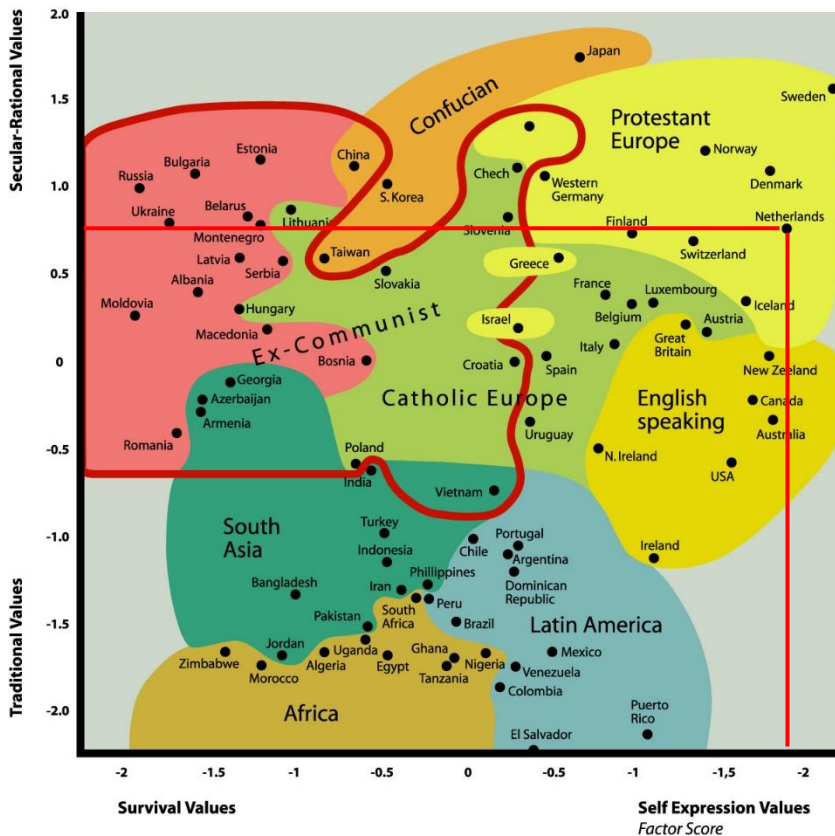 Secular-Rational Values
Traditional Values
2.0
1.5
1.0
0.5
0
-0.5
-1.0
-1.5
-2.0
Japan
Confucian
Protestant
Europe
Sweden
Estonia
China
Norway
Bulgaria
Russia
Chech
Western
Germany
Denmark
S. Korea
Belarus
Lithuani
Ukraine
Netherlands
Slovenia
Finland
Montenegro
Taiwan
Switzerland
Latvia
Serbia
Greece
Slovakia
Albania
France
Luxembourg
Hungary
Moldovia
Iceland
Belgium
Austria
Israel
Great
Britain
Macedonia
Ex-Communist
Italy
Bosnia
Croatia
Spain
New Zeeland
Georgia
Catholic Europe
English
speaking
Azerbaijan
Canada
Armenia
Australia
Romania
Uruguay
N. Ireland
Poland
India
USA
Vietnam
South
Asia
Turkey
Portugal
Chile
Ireland
Indonesia
Argentina
Phillippines
Dominican
Republic
Bangladesh
Iran
South
Africa
Peru
Pakistan
Brazil
Latin America
Uganda
Ghana
Mexico
Jordan
Zimbabwe
Algeria
Egypt
Nigeria
Morocco
Tanzania
Venezuela
Colombia
Africa
Puerto
Rico
El Salvador
-2
-1.5
-1
-0.5
0
-0.5
-1
-1,5
-2
Survival Values
Self Expression Values
Factor Score